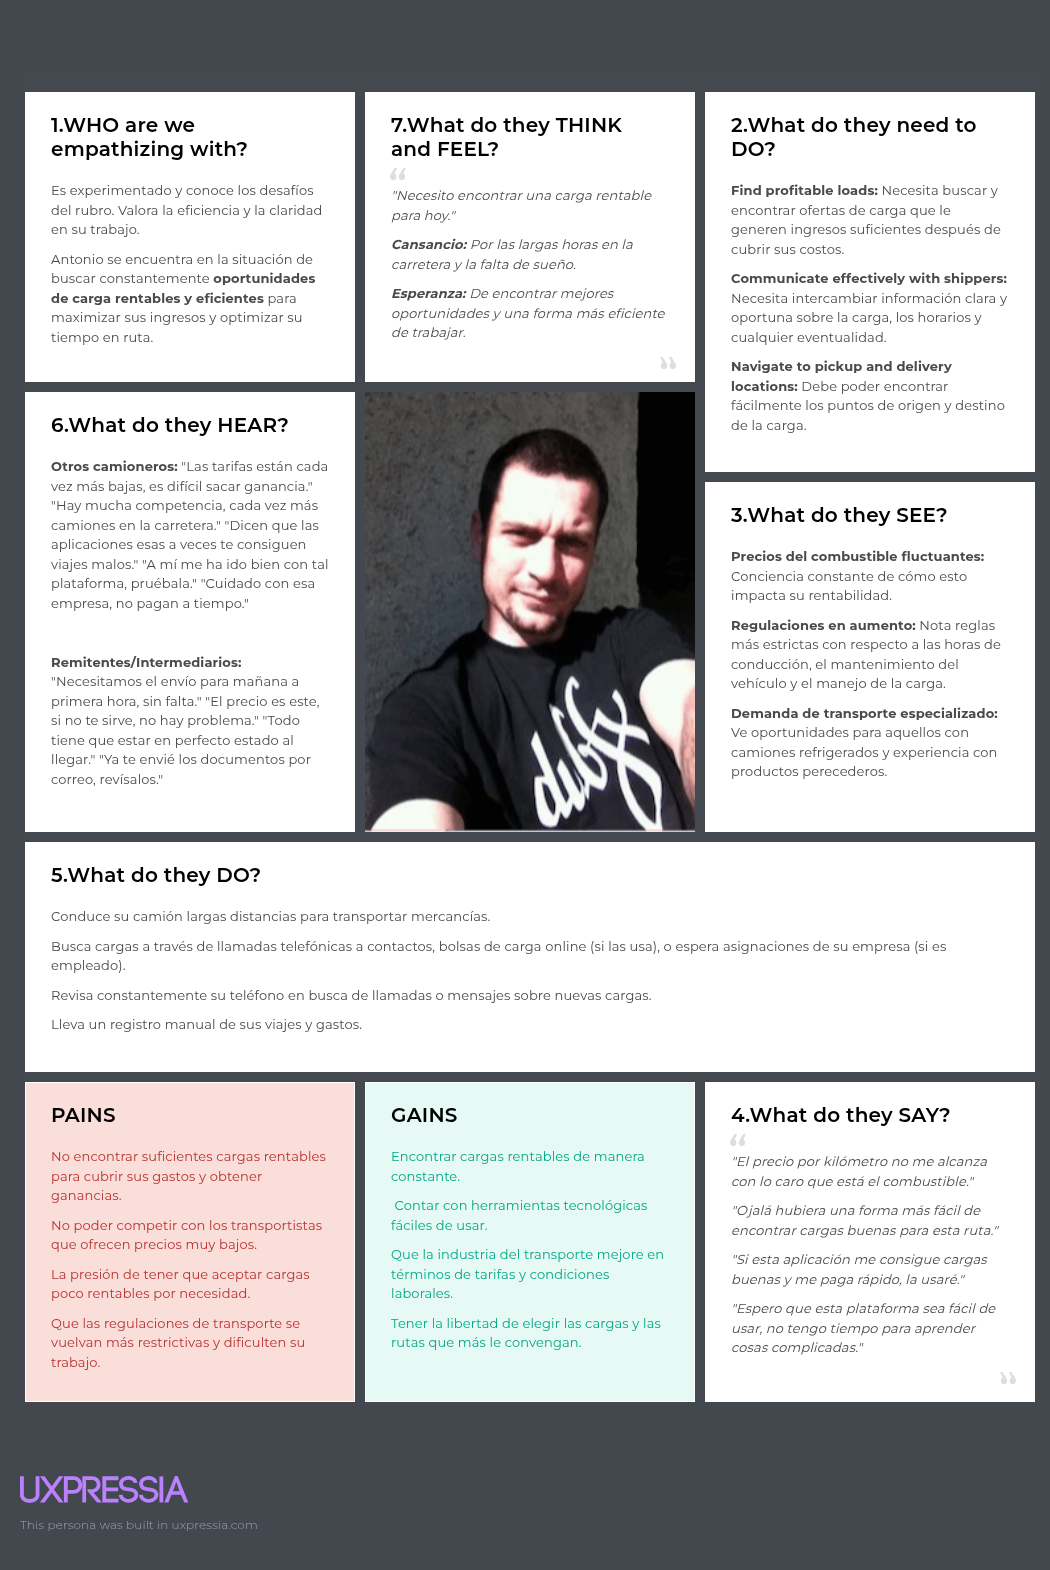 1.WHO are we
empathizing with?
Es experimentado y conoce los desafíos
del rubro. Valora la eficiencia y la claridad
en su trabajo.
Antonio se encuentra en la situación de
buscar constantemente oportunidades
de carga rentables y eficientes para
maximizar sus ingresos y optimizar su
tiempo en ruta.
7.What do they THINK
and FEEL?
“
"Necesito encontrar una carga rentable
para hoy."
Cansancio: Por las largas horas en la
carretera y la falta de sueño.
Esperanza: De encontrar mejores
oportunidades y una forma más eficiente
de trabajar.
”
2.What do they need to
DO?
Find profitable loads: Necesita buscar y
encontrar ofertas de carga que le
generen ingresos suficientes después de
cubrir sus costos.
Communicate effectively with shippers:
Necesita intercambiar información clara y
oportuna sobre la carga, los horarios y
cualquier eventualidad.
Navigate to pickup and delivery
locations: Debe poder encontrar
fácilmente los puntos de origen y destino
de la carga.
6.What do they HEAR?
Otros camioneros: "Las tarifas están cada
vez más bajas, es difícil sacar ganancia."
"Hay mucha competencia, cada vez más
camiones en la carretera." "Dicen que las
aplicaciones esas a veces te consiguen
viajes malos." "A mí me ha ido bien con tal
plataforma, pruébala." "Cuidado con esa
empresa, no pagan a tiempo."
Remitentes/Intermediarios:
"Necesitamos el envío para mañana a
primera hora, sin falta." "El precio es este,
si no te sirve, no hay problema." "Todo
tiene que estar en perfecto estado al
llegar." "Ya te envié los documentos por
correo, revísalos."
3.What do they SEE?
Precios del combustible fluctuantes:
Conciencia constante de cómo esto
impacta su rentabilidad.
Regulaciones en aumento: Nota reglas
más estrictas con respecto a las horas de
conducción, el mantenimiento del
vehículo y el manejo de la carga.
Demanda de transporte especializado:
Ve oportunidades para aquellos con
camiones refrigerados y experiencia con
productos perecederos.
5.What do they DO?
Conduce su camión largas distancias para transportar mercancías.
Busca cargas a través de llamadas telefónicas a contactos, bolsas de carga online (si las usa), o espera asignaciones de su empresa (si es
empleado).
Revisa constantemente su teléfono en busca de llamadas o mensajes sobre nuevas cargas.
Lleva un registro manual de sus viajes y gastos.
PAINS
No encontrar suficientes cargas rentables
para cubrir sus gastos y obtener
ganancias.
No poder competir con los transportistas
que ofrecen precios muy bajos.
La presión de tener que aceptar cargas
poco rentables por necesidad.
Que las regulaciones de transporte se
vuelvan más restrictivas y dificulten su
trabajo.
GAINS
Encontrar cargas rentables de manera
constante.
Contar con herramientas tecnológicas
fáciles de usar.
Que la industria del transporte mejore en
términos de tarifas y condiciones
laborales.
Tener la libertad de elegir las cargas y las
rutas que más le convengan.
4.What do they SAY?
“
"El precio por kilómetro no me alcanza
con lo caro que está el combustible."
"Ojalá hubiera una forma más fácil de
encontrar cargas buenas para esta ruta."
"Si esta aplicación me consigue cargas
buenas y me paga rápido, la usaré."
"Espero que esta plataforma sea fácil de
usar, no tengo tiempo para aprender
cosas complicadas."
”
UXPRESSIA
This persona was built in uxpressia.com